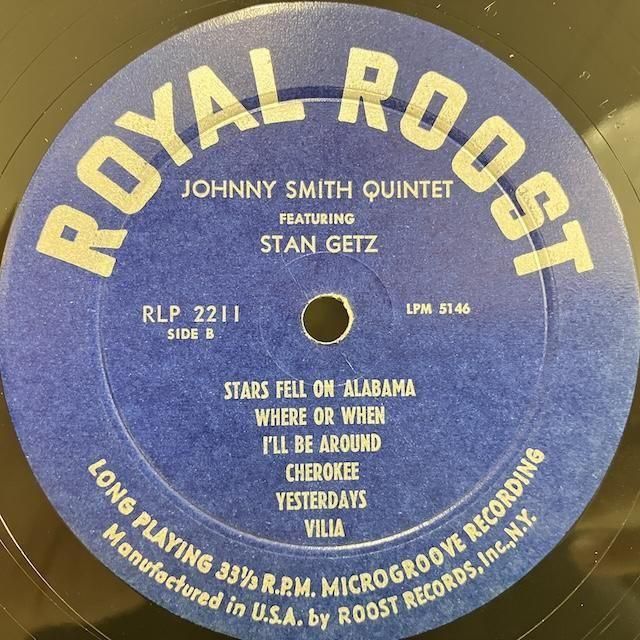 ROYAL ROOST
JOHNNY SMITH QUINTET
FEATURING
STAN GETZ
RLP 2211
SIDE B
LPM 5146
STARS FELL ON ALABAMA
WHERE OR WHEN
I'LL BE AROUND
CHEROKEE
YESTERDAYS
VILIA
LONG PLAYING 33⅓ R.P.M. MICROGROOVE RECORDING
Manufactured in U.S.A. by ROOST RECORDS, Inc., N.Y.